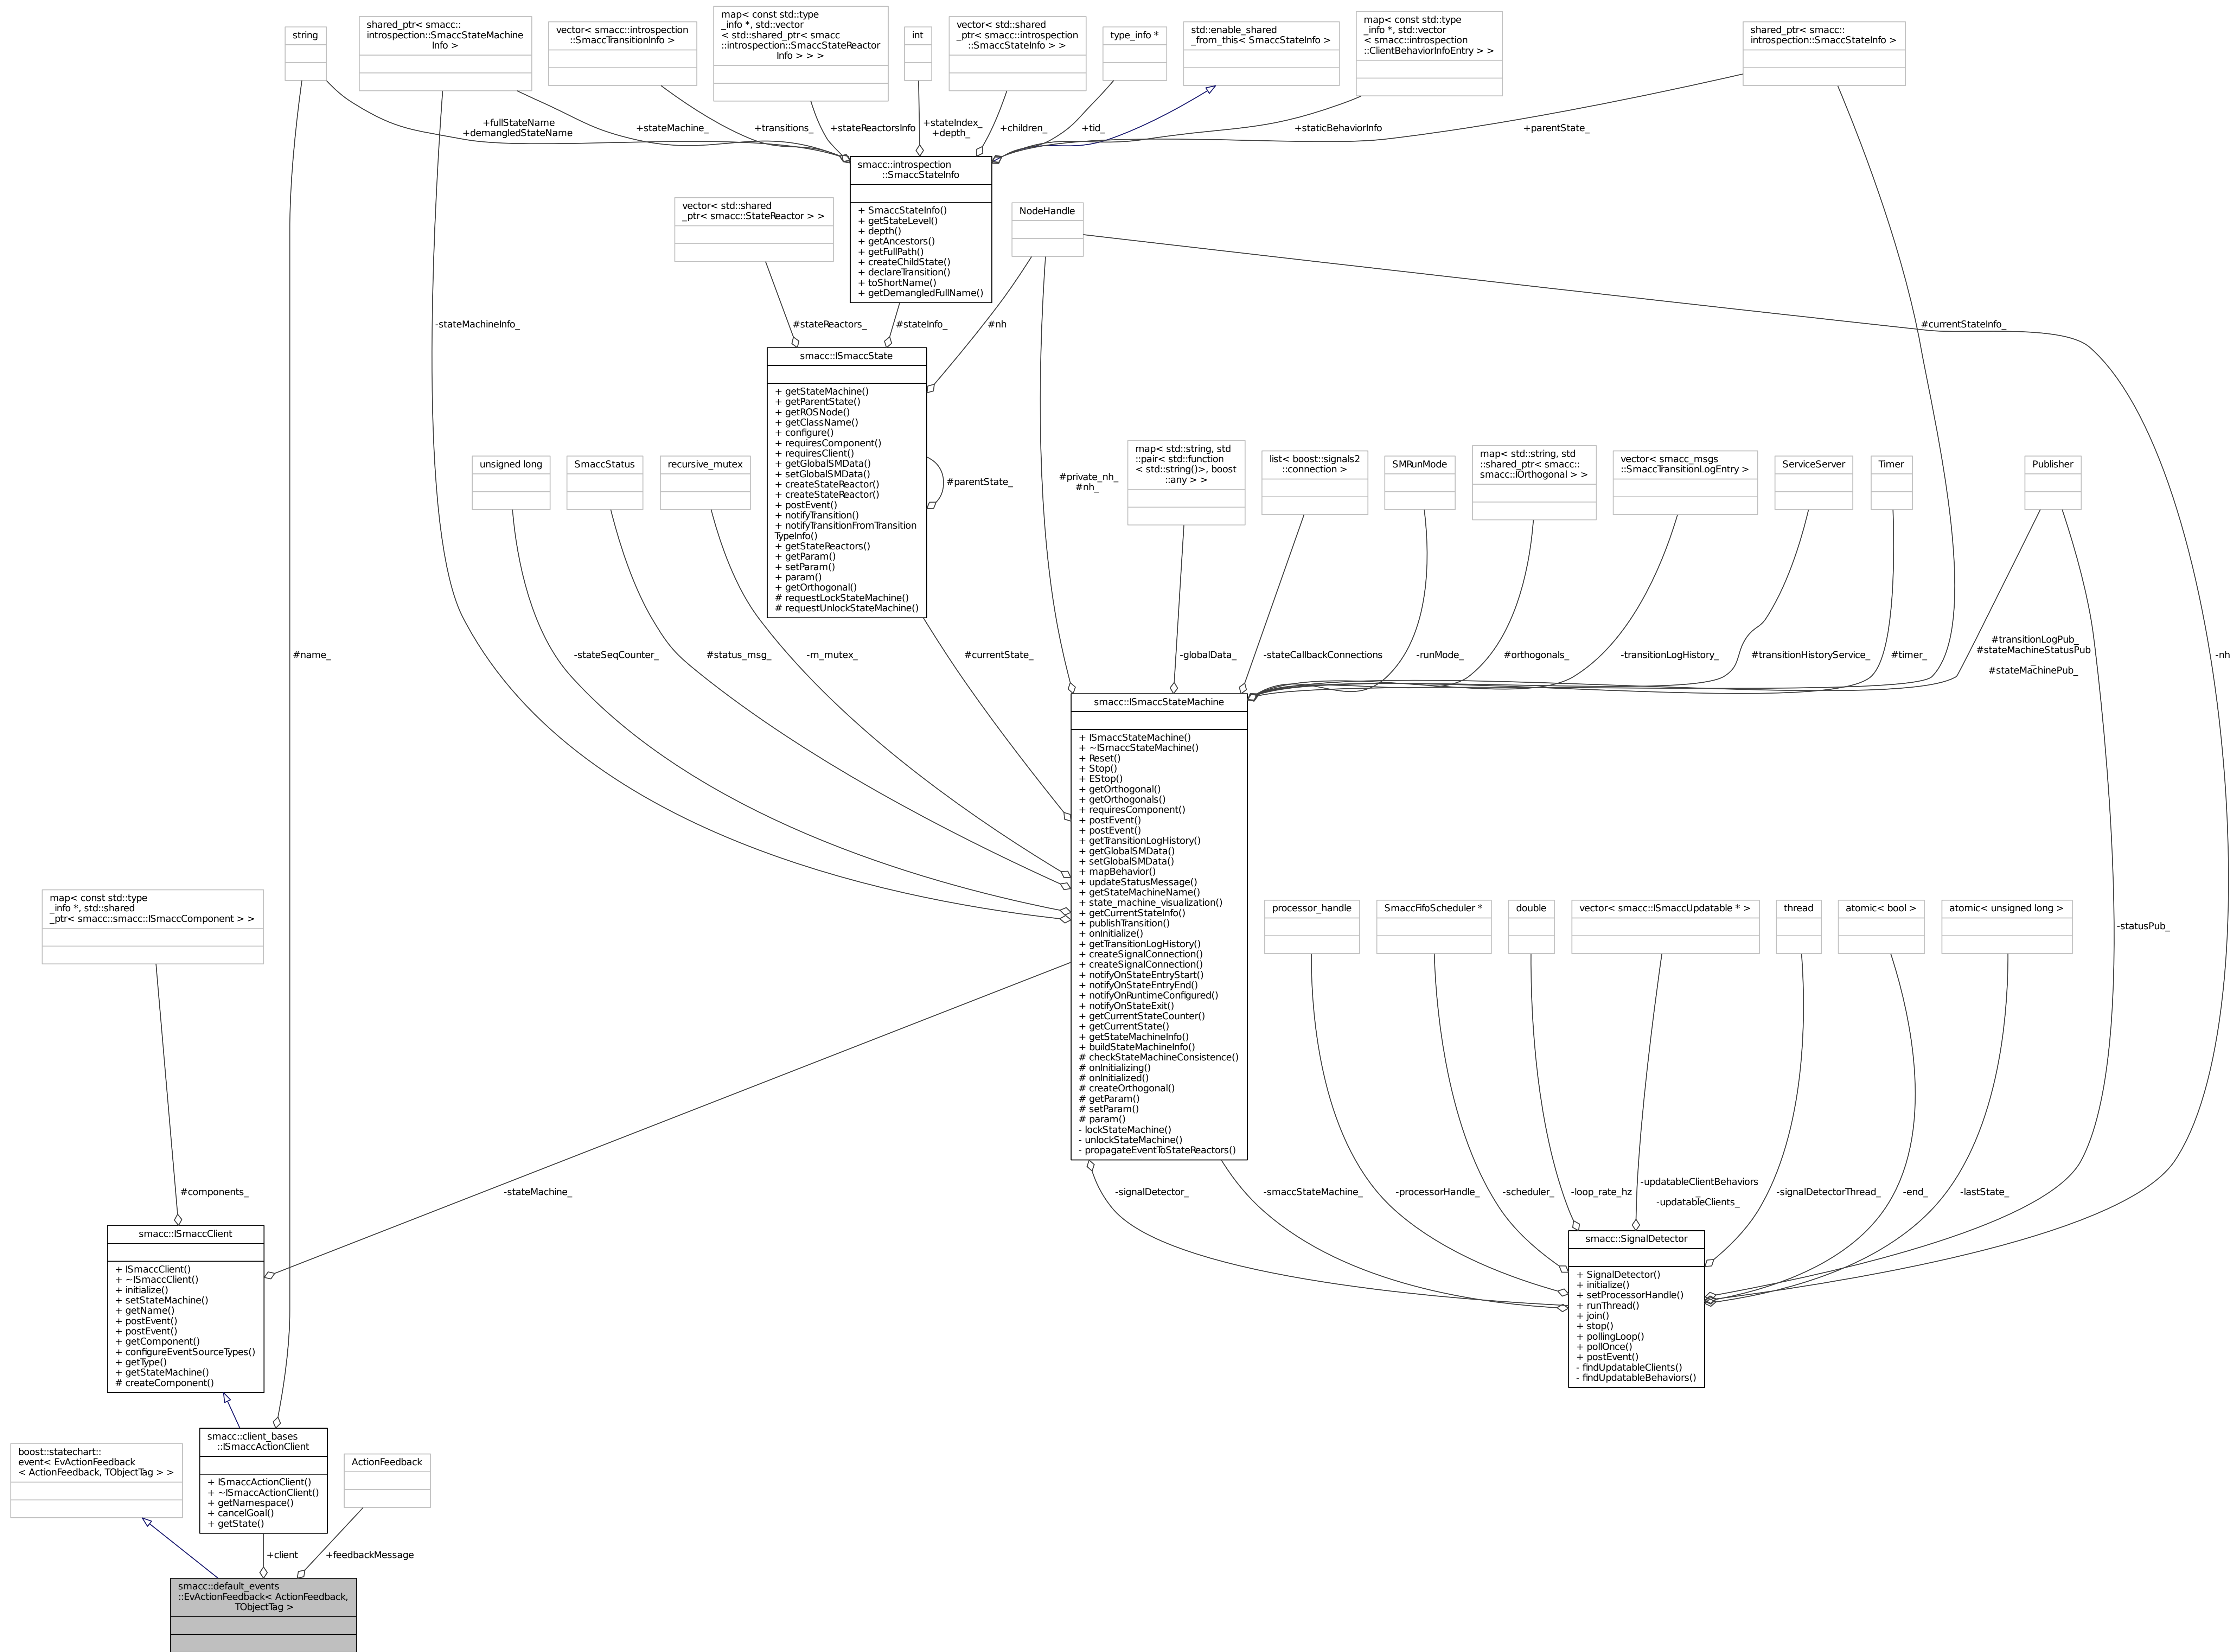 string
shared_ptr< smacc::
introspection::SmaccStateMachine
Info >
vector< smacc::introspection
::SmaccTransitionInfo >
map< const std::type
_info *, std::vector
< std::shared_ptr< smacc
::introspection::SmaccStateReactor
Info > > >
int
vector< std::shared
_ptr< smacc::introspection
::SmaccStateInfo > >
type_info *
std::enable_shared
_from_this< SmaccStateInfo >
map< const std::type
_info *, std::vector
< smacc::introspection
::ClientBehaviorInfoEntry > >
shared_ptr< smacc::
introspection::SmaccStateInfo >
+fullStateName
+demangledStateName
+stateMachine_
+transitions_
+stateReactorsInfo
+stateIndex_
+depth_
+children_
+tid_
+staticBehaviorInfo
+parentState_
smacc::introspection
::SmaccStateInfo
+ SmaccStateInfo()
+ getStateLevel()
+ depth()
+ getAncestors()
+ getFullPath()
+ createChildState()
+ declareTransition()
+ toShortName()
+ getDemangledFullName()
vector< std::shared
_ptr< smacc::StateReactor > >
NodeHandle
-stateMachineInfo_
#stateReactors_
#stateInfo_
#nh
#currentStateInfo_
smacc::ISmaccState
+ getStateMachine()
+ getParentState()
+ getROSNode()
+ getClassName()
+ configure()
+ requiresComponent()
+ requiresClient()
+ getGlobalSMData()
+ setGlobalSMData()
+ createStateReactor()
+ createStateReactor()
+ postEvent()
+ notifyTransition()
+ notifyTransitionFromTransition
TypeInfo()
+ getStateReactors()
+ getParam()
+ setParam()
+ param()
+ getOrthogonal()
# requestLockStateMachine()
# requestUnlockStateMachine()
#parentState_
#private_nh_
#nh_
unsigned long
SmaccStatus
recursive_mutex
map< std::string, std
::pair< std::function
< std::string()>, boost
::any > >
list< boost::signals2
::connection >
SMRunMode
map< std::string, std
::shared_ptr< smacc::
smacc::IOrthogonal > >
vector< smacc_msgs
::SmaccTransitionLogEntry >
ServiceServer
Timer
Publisher
#name_
-stateSeqCounter_
#status_msg_
-m_mutex_
#currentState_
-globalData_
-stateCallbackConnections
-runMode_
#orthogonals_
-transitionLogHistory_
#transitionHistoryService_
#timer_
#transitionLogPub_
#stateMachineStatusPub
_
#stateMachinePub_
-nh
smacc::ISmaccStateMachine
+ ISmaccStateMachine()
+ ~ISmaccStateMachine()
+ Reset()
+ Stop()
+ EStop()
+ getOrthogonal()
+ getOrthogonals()
+ requiresComponent()
+ postEvent()
+ postEvent()
+ getTransitionLogHistory()
+ getGlobalSMData()
+ setGlobalSMData()
+ mapBehavior()
+ updateStatusMessage()
+ getStateMachineName()
+ state_machine_visualization()
+ getCurrentStateInfo()
+ publishTransition()
+ onInitialize()
+ getTransitionLogHistory()
+ createSignalConnection()
+ createSignalConnection()
+ notifyOnStateEntryStart()
+ notifyOnStateEntryEnd()
+ notifyOnRuntimeConfigured()
+ notifyOnStateExit()
+ getCurrentStateCounter()
+ getCurrentState()
+ getStateMachineInfo()
+ buildStateMachineInfo()
# checkStateMachineConsistence()
# onInitializing()
# onInitialized()
# createOrthogonal()
# getParam()
# setParam()
# param()
- lockStateMachine()
- unlockStateMachine()
- propagateEventToStateReactors()
map< const std::type
_info *, std::shared
_ptr< smacc::smacc::ISmaccComponent > >
processor_handle
SmaccFifoScheduler *
double
vector< smacc::ISmaccUpdatable * >
thread
atomic< bool >
atomic< unsigned long >
-statusPub_
#components_
-stateMachine_
-signalDetector_
-smaccStateMachine_
-processorHandle_
-scheduler_
-loop_rate_hz
-updatableClientBehaviors
_
-updatableClients_
-signalDetectorThread_
-end_
-lastState_
smacc::ISmaccClient
+ ISmaccClient()
+ ~ISmaccClient()
+ initialize()
+ setStateMachine()
+ getName()
+ postEvent()
+ postEvent()
+ getComponent()
+ configureEventSourceTypes()
+ getType()
+ getStateMachine()
# createComponent()
smacc::SignalDetector
+ SignalDetector()
+ initialize()
+ setProcessorHandle()
+ runThread()
+ join()
+ stop()
+ pollingLoop()
+ pollOnce()
+ postEvent()
- findUpdatableClients()
- findUpdatableBehaviors()
boost::statechart::
event< EvActionFeedback
< ActionFeedback, TObjectTag > >
smacc::client_bases
::ISmaccActionClient
+ ISmaccActionClient()
+ ~ISmaccActionClient()
+ getNamespace()
+ cancelGoal()
+ getState()
ActionFeedback
+client
+feedbackMessage
smacc::default_events
::EvActionFeedback< ActionFeedback,
TObjectTag >